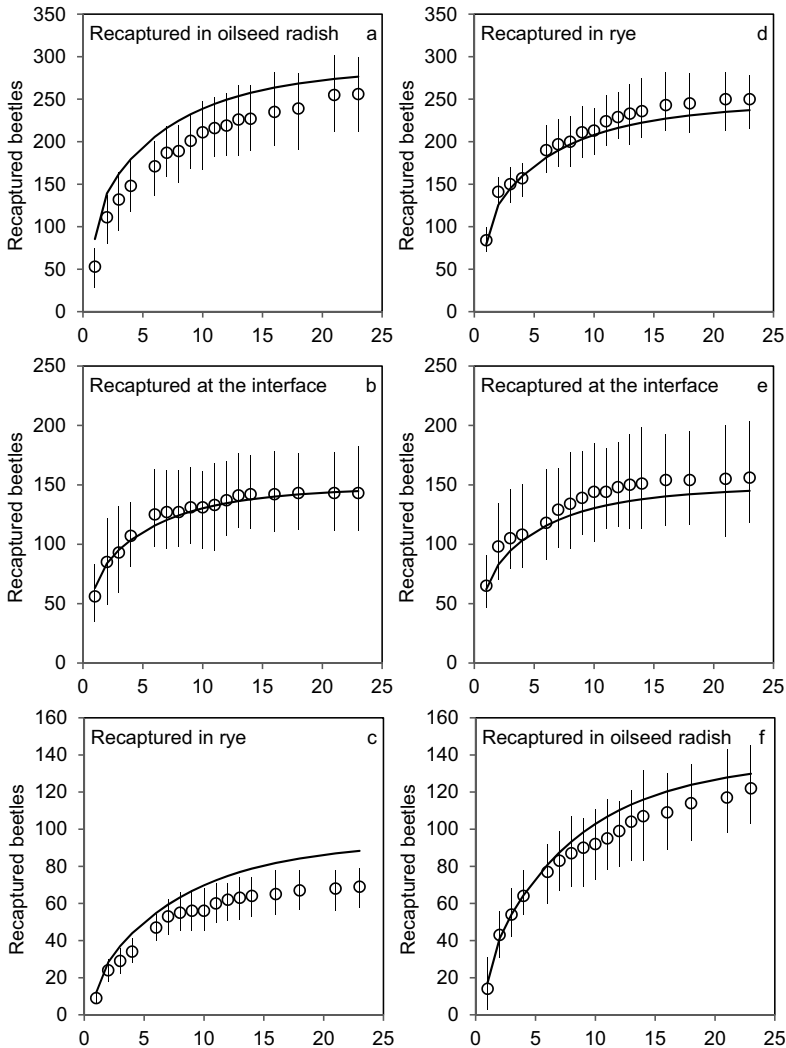 350
300
250
200
150
100
50
0
Recaptured beetles
Recaptured in oilseed radish a
0 5 10 15 20 25
350
300
250
200
150
100
50
0
Recaptured beetles
Recaptured in rye d
0 5 10 15 20 25
250
200
150
100
50
0
Recaptured beetles
Recaptured at the interface b
0 5 10 15 20 25
250
200
150
100
50
0
Recaptured beetles
Recaptured at the interface e
0 5 10 15 20 25
160
140
120
100
80
60
40
20
0
Recaptured beetles
Recaptured in rye c
0 5 10 15 20 25
160
140
120
100
80
60
40
20
0
Recaptured beetles
Recaptured in oilseed radish f
0 5 10 15 20 25